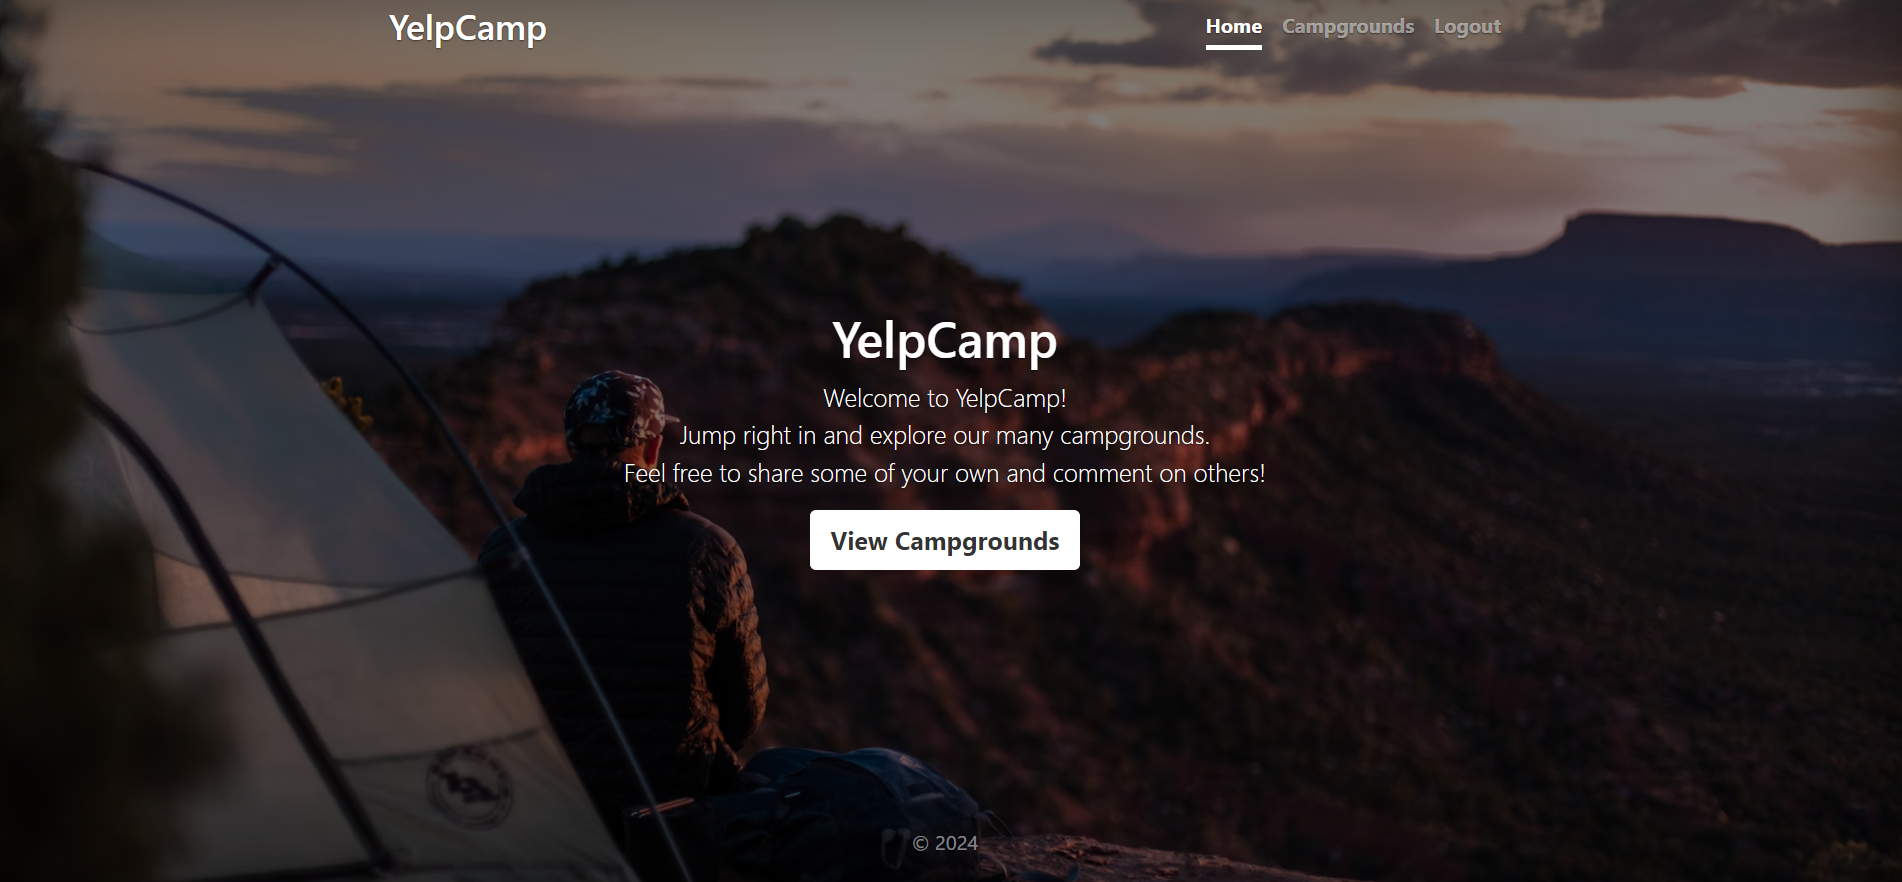 YelpCamp
Home Campgrounds Logout
YelpCamp
Welcome to YelpCamp!
Jump right in and explore our many campgrounds.
Feel free to share some of your own and comment on others!
View Campgrounds
© 2024